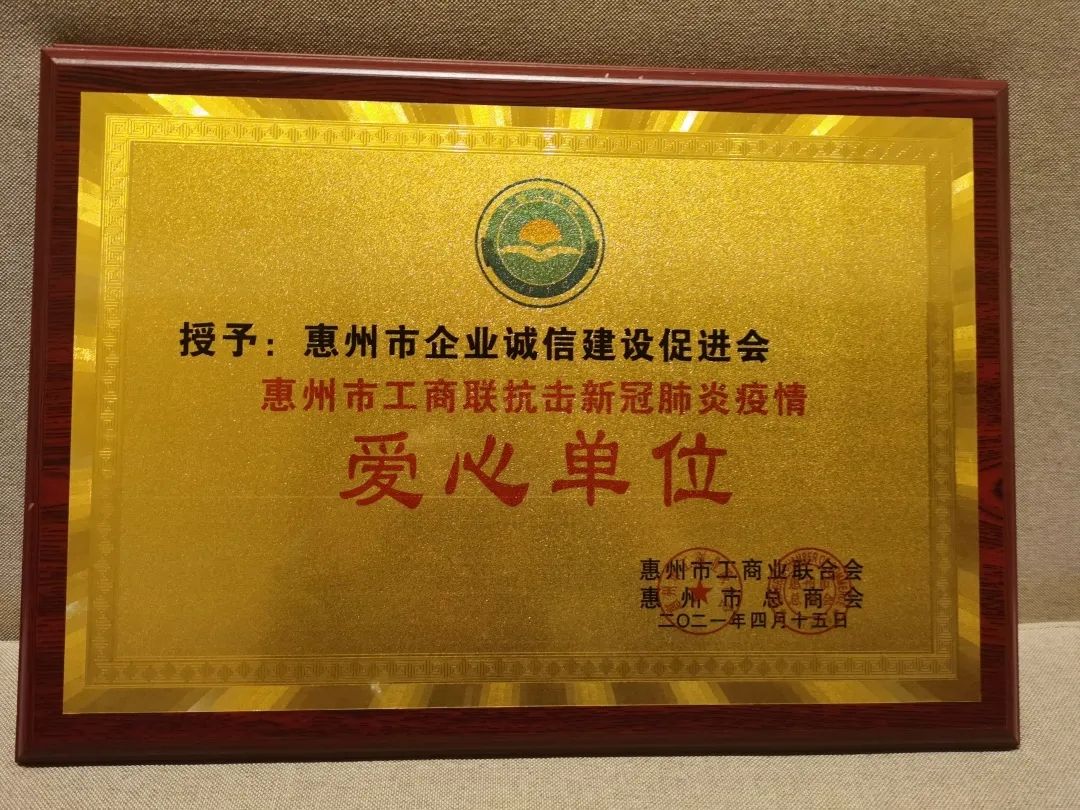 授予：惠州市企业诚信建设促进会
惠州市工商联抗击新冠肺炎疫情
爱心单位
惠州市工商业联合会
惠州市总商会
二〇二一年四月十五日